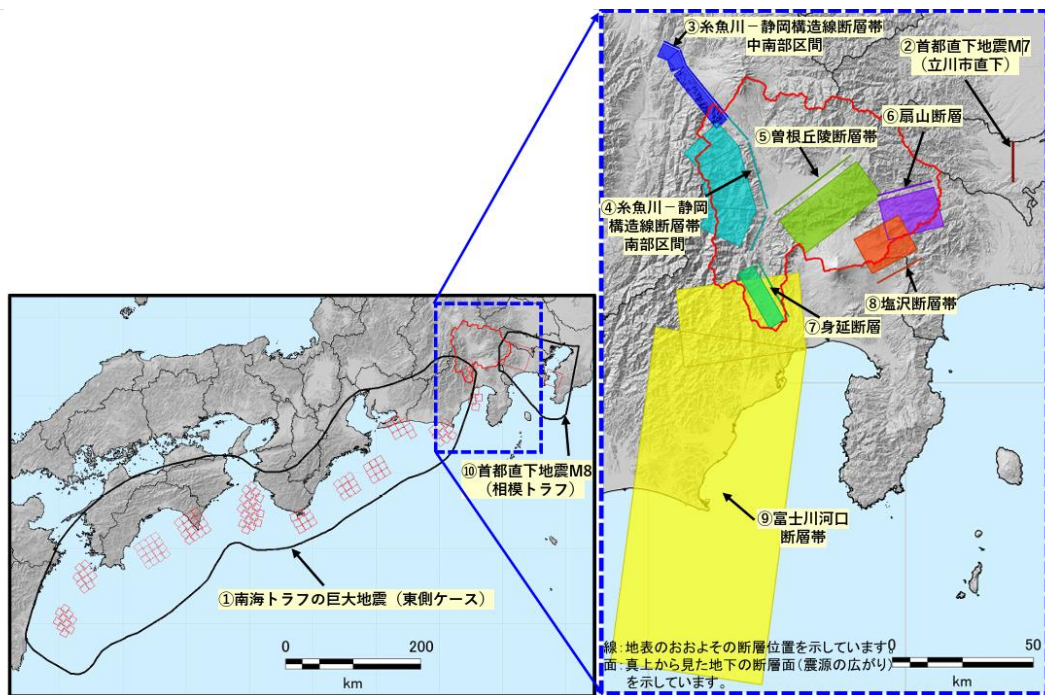 ③糸魚川－静岡構造線断層帯
中南部区間
②首都直下地震M7
（立川市直下）
⑥扇山断層
⑤曽根丘陵断層帯
④糸魚川－静岡
構造線断層帯
南部区間
⑧塩沢断層帯
⑦身延断層
⑨富士川河口
断層帯
線：地表のおおよその断層位置を示しています。
面：真上から見た地下の断層面（震源の広がり）
を示しています。
0 50
km
⑩首都直下地震M8
（相模トラフ）
①南海トラフの巨大地震（東側ケース）
0 200
km